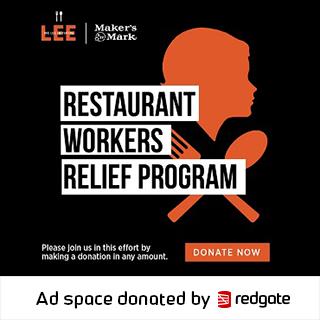 LEE
Maker's
Mark
RESTAURANT
WORKERS
RELIEF PROGRAM
Please join us in this effort by
making a donation in any amount.
DONATE NOW
Ad space donated by redgate